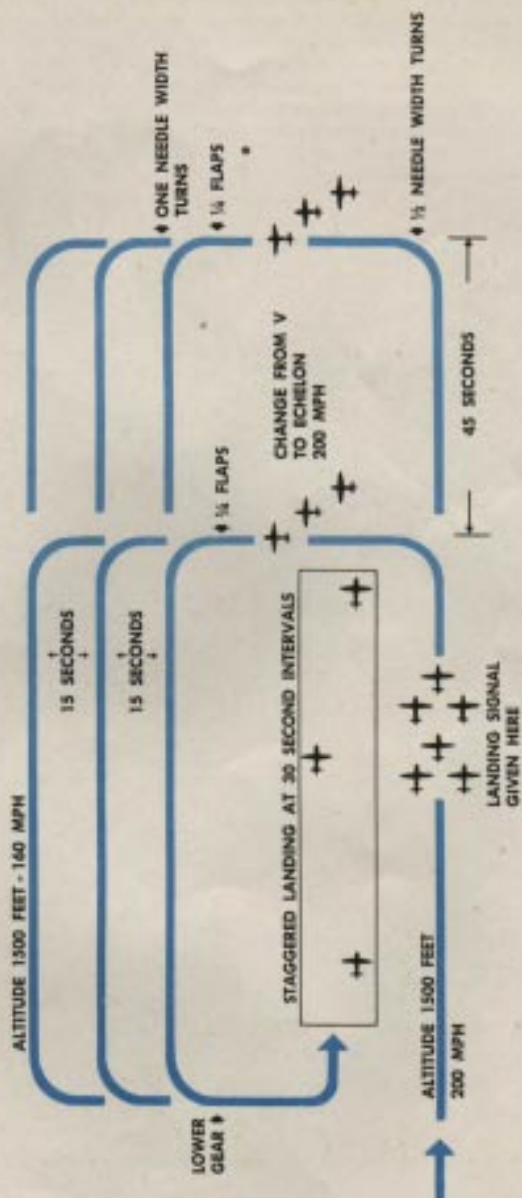 ALTITUDE 1500 FEET - 160 MPH
15 SECONDS
15 SECONDS
ONE NEEDLE WIDTH
TURNS
¼ FLAPS
¼ FLAPS
LOWER
GEAR
STAGGERED LANDING AT 30 SECOND INTERVALS
CHANGE FROM V
TO ECHELON
200 MPH
ALTITUDE 1500 FEET
200 MPH
LANDING SIGNAL
GIVEN HERE
½ NEEDLE WIDTH TURNS
45 SECONDS